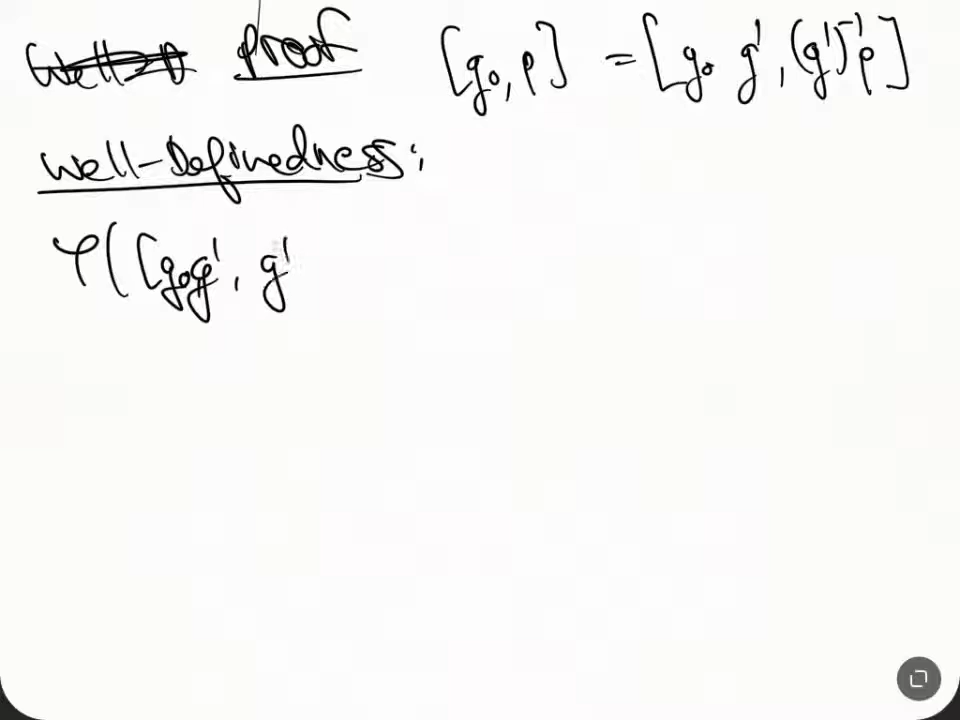 Proof [g₀, p] = [g₀ g', (g')⁻¹p]
Well-Definedness:
φ([g₀g', g'